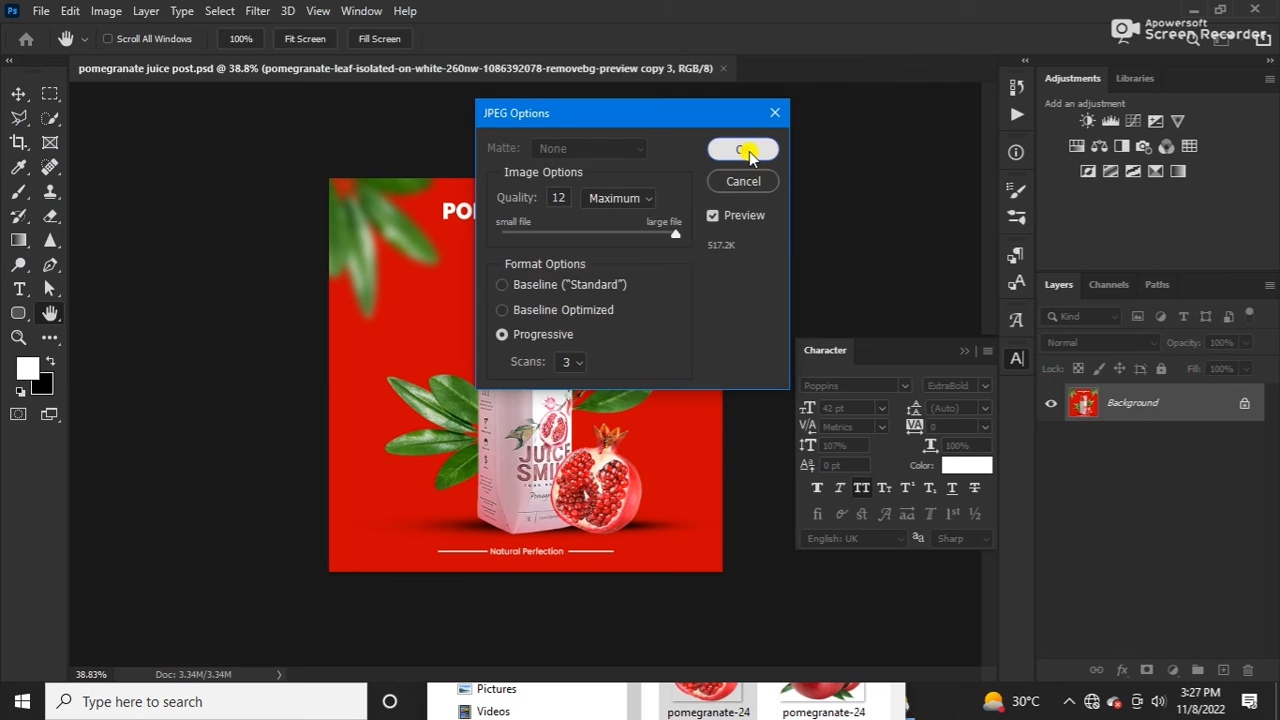 Ps File Edit Image Layer Type Select Filter 3D View Window Help
Apowersoft
Screen Recorder
Scroll All Windows 100% Fit Screen Fill Screen
pomegranate juice post.psd @ 38.8% (pomegranate-leaf-isolated-on-white-260nw-1086392078-removebg-preview copy 3, RGB/8) ×
JPEG Options
Matte: None
Image Options
Quality: 12 Maximum
small file large file
Cancel
Preview
517.2K
Format Options
Baseline ("Standard")
Baseline Optimized
Progressive
Scans: 3
PO
JUICE
SMI
Natural Perfection
Adjustments Libraries
Add an adjustment
Layers Channels Paths
Kind
Normal Opacity: 100%
Lock: Fill: 100%
Background
Character
Poppins ExtraBold
42 pt (Auto)
Metrics 0
107% 100%
0 pt Color:
English: UK Sharp
38.83% Doc: 3.34M/3.34M
Type here to search
Pictures
Videos
pomegranate-24
pomegranate-24
30°C
3:27 PM
11/8/2022